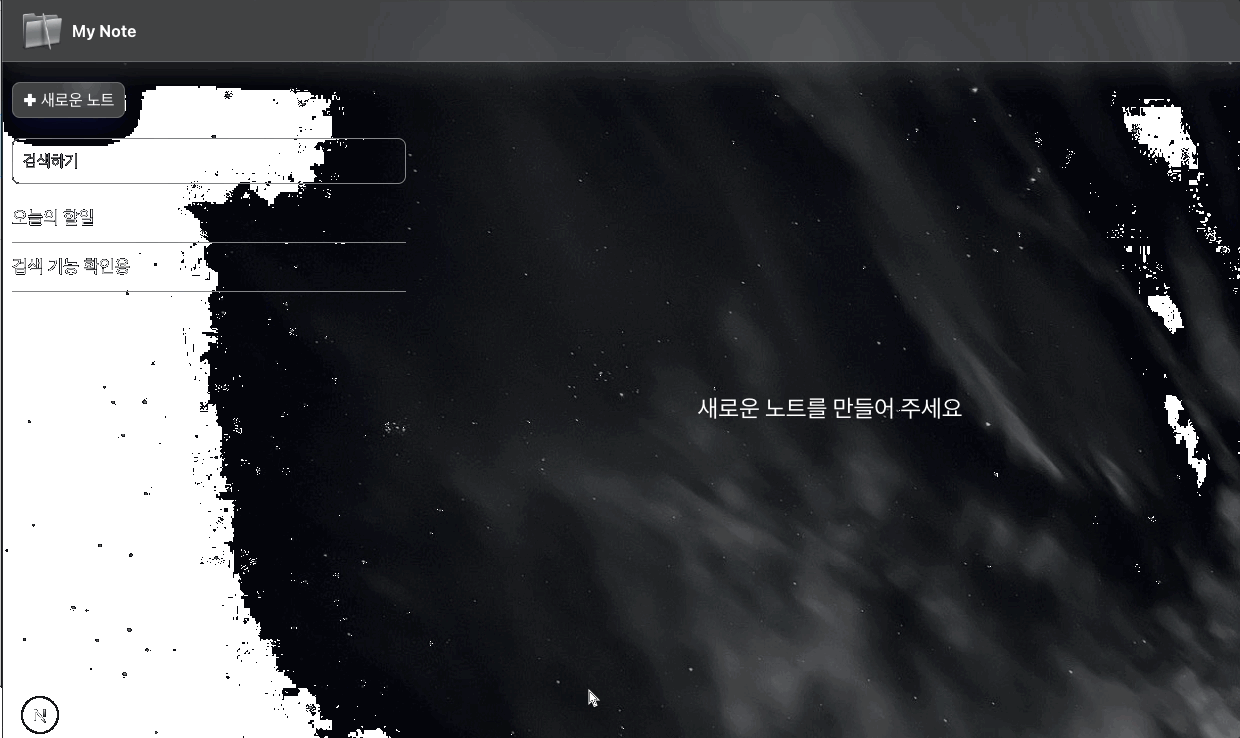 My Note
+ 새로운 노트
검색하기
오늘의 할일
검색 기능 확인용
새로운 노트를 만들어 주세요
N